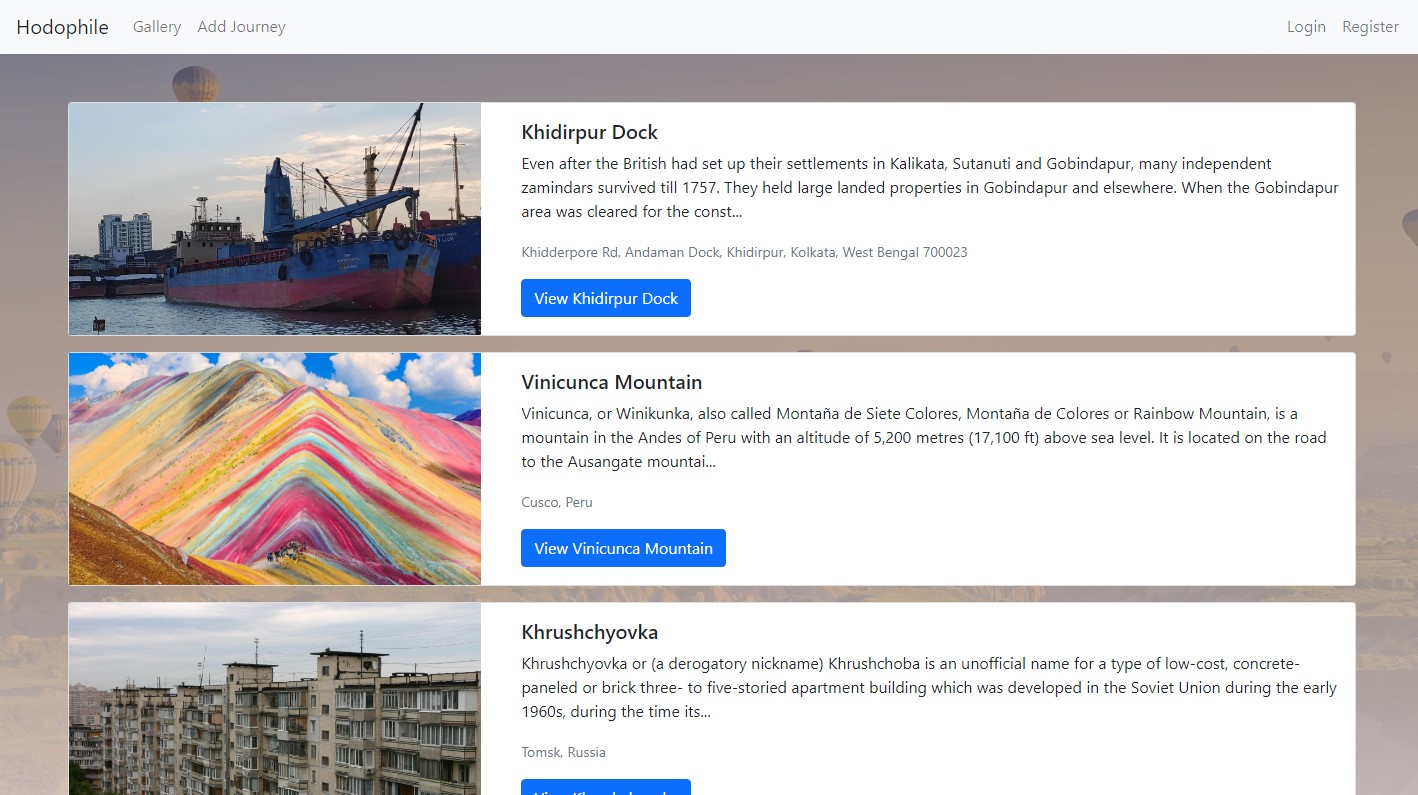 Hodophile Gallery Add Journey Login Register
Khidirpur Dock
Even after the British had set up their settlements in Kalikata, Sutanuti and Gobindapur, many independent
zamindars survived till 1757. They held large landed properties in Gobindapur and elsewhere. When the Gobindapur
area was cleared for the const...
Khidderpore Rd, Andaman Dock, Khidirpur, Kolkata, West Bengal 700023
View Khidirpur Dock
Vinicunca Mountain
Vinicunca, or Winikunka, also called Montaña de Siete Colores, Montaña de Colores or Rainbow Mountain, is a
mountain in the Andes of Peru with an altitude of 5,200 metres (17,100 ft) above sea level. It is located on the road
to the Ausangate mountai...
Cusco, Peru
View Vinicunca Mountain
Khrushchyovka
Khrushchyovka or (a derogatory nickname) Khrushchoba is an unofficial name for a type of low-cost, concrete-
paneled or brick three- to five-storied apartment building which was developed in the Soviet Union during the early
1960s, during the time its...
Tomsk, Russia